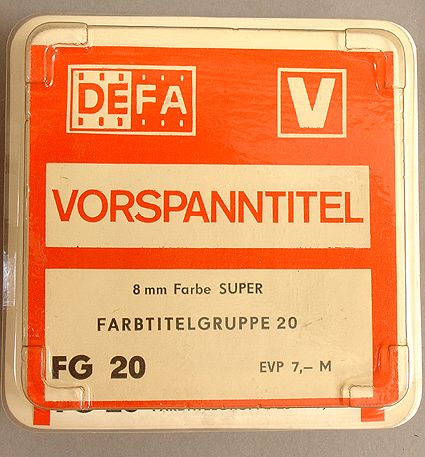 DEFA V
VORSPANNTITEL
8 mm Farbe SUPER
FARBTITELGRUPPE 20
FG 20 EVP 7,– M